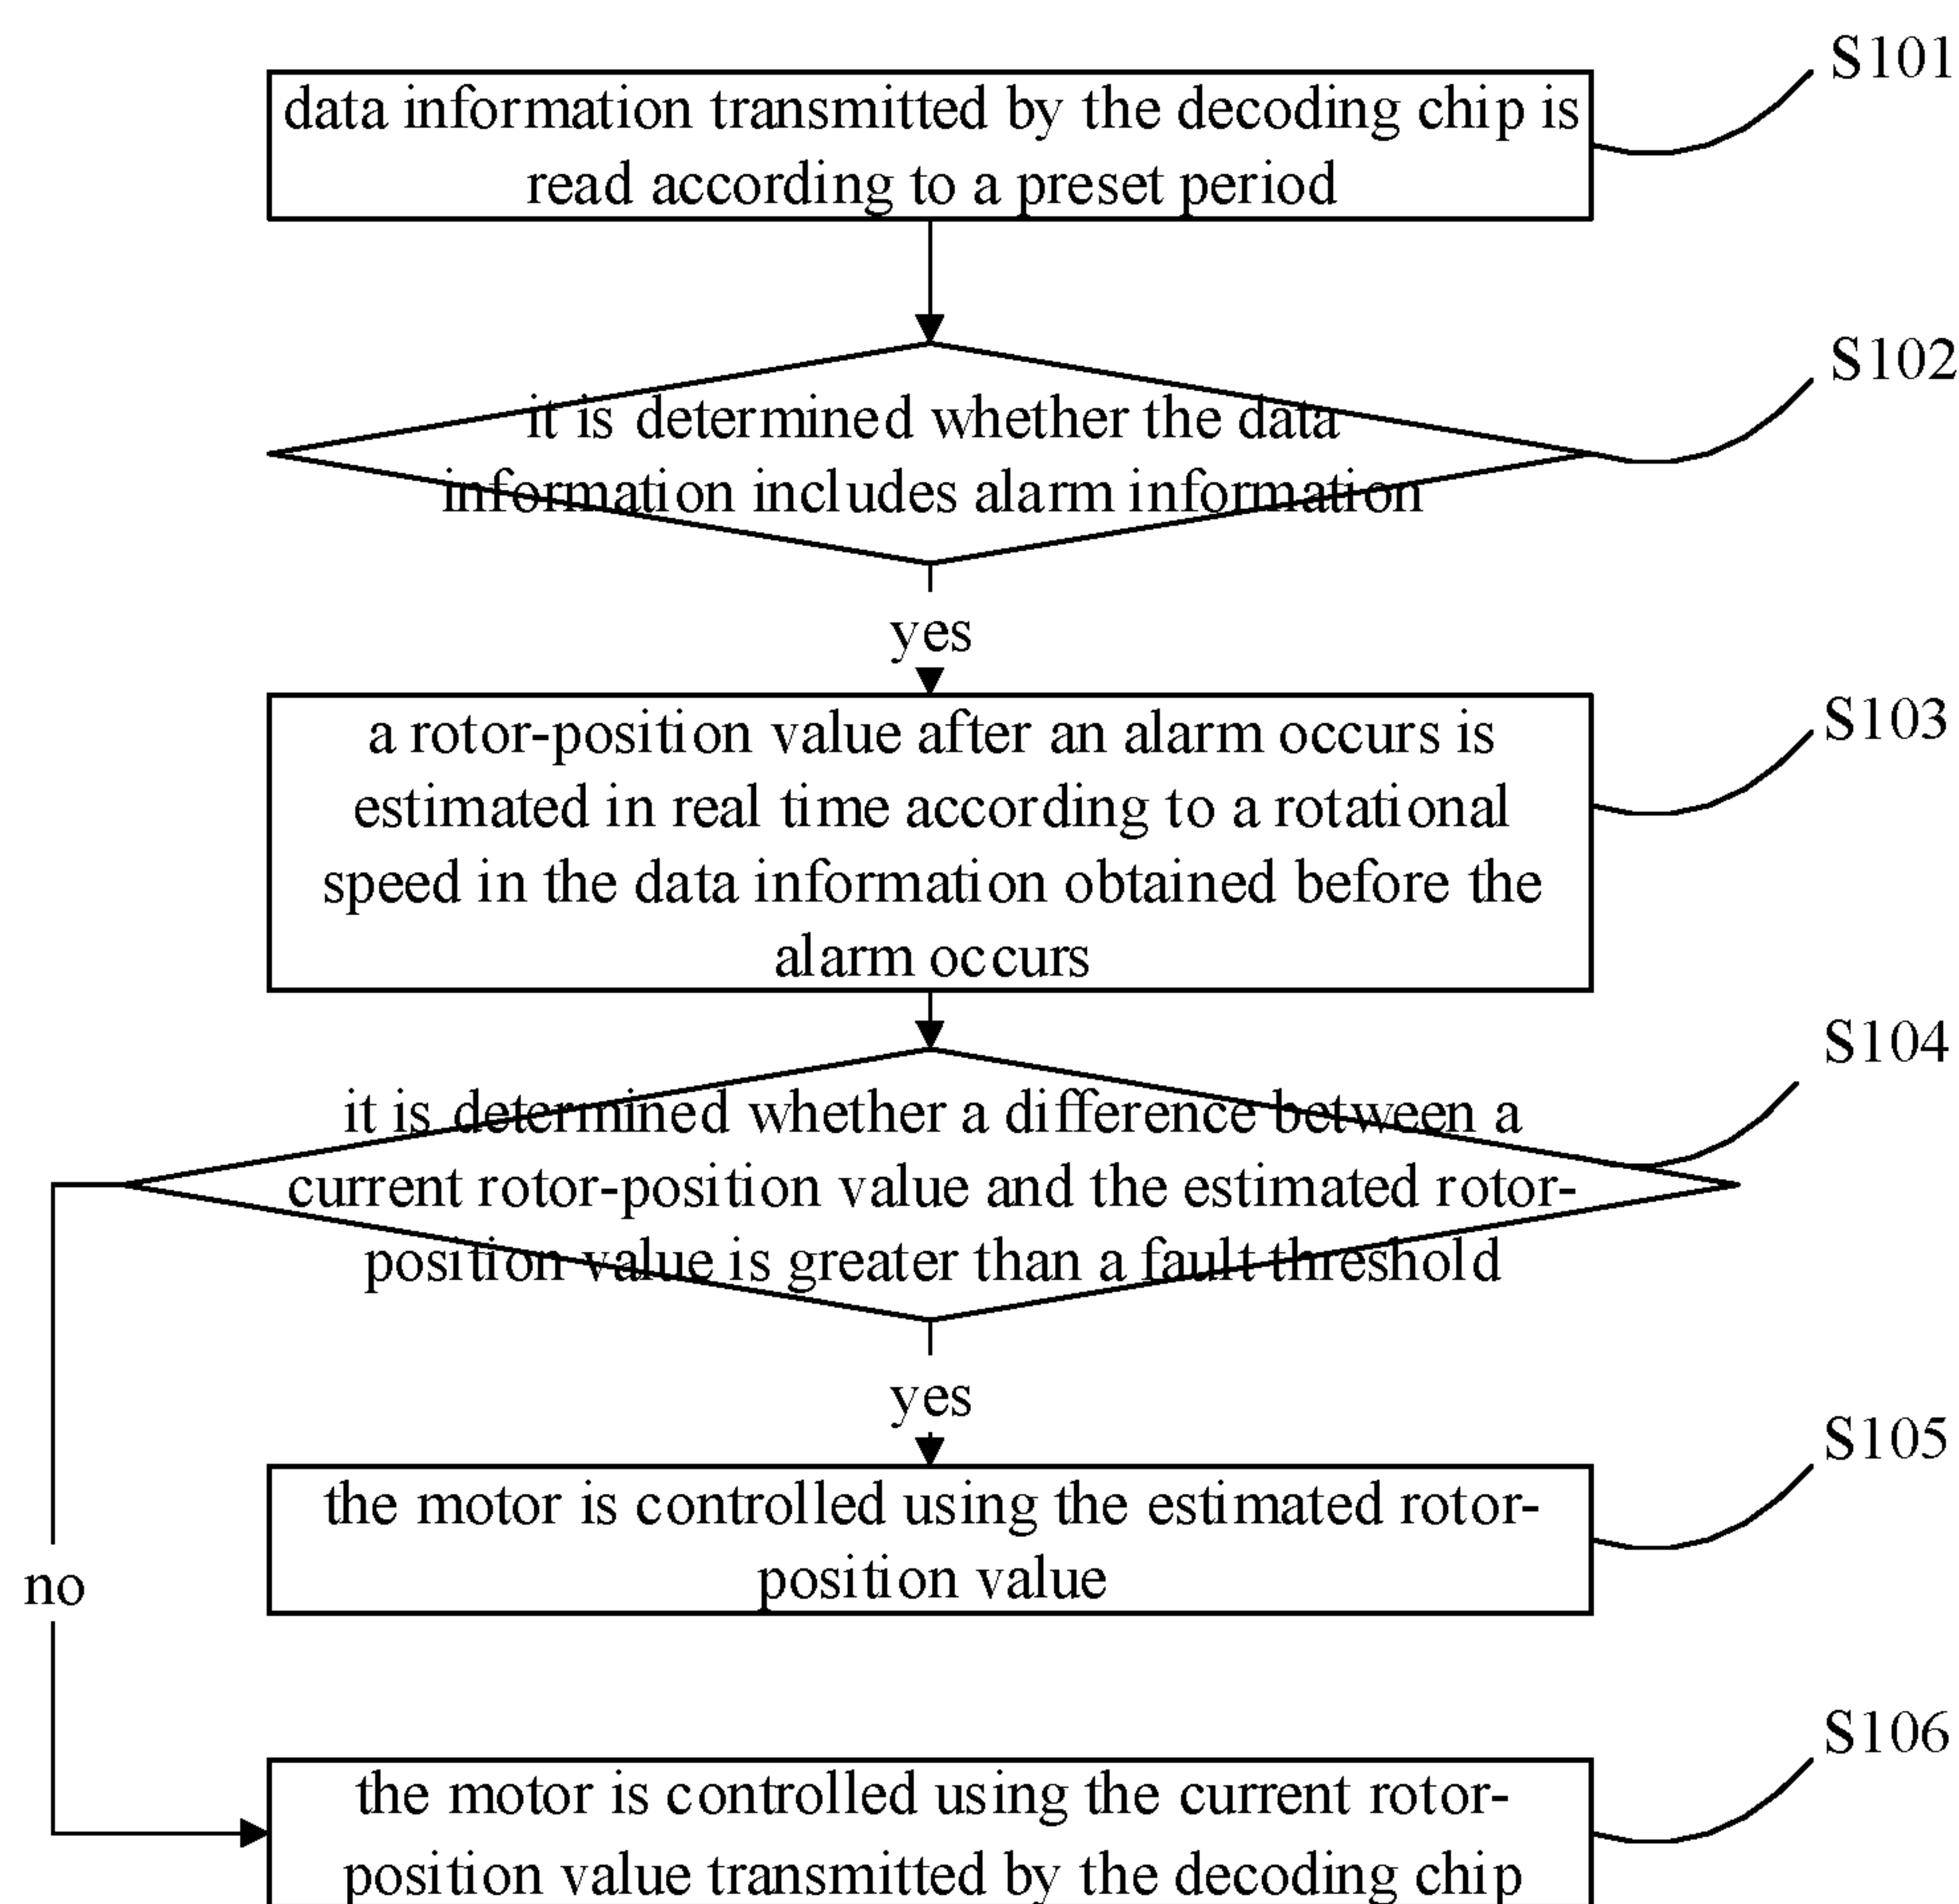 S101
data information transmitted by the decoding chip is
read according to a preset period
S102
it is determined whether the data
information includes alarm information
yes
S103
a rotor-position value after an alarm occurs is
estimated in real time according to a rotational
speed in the data information obtained before the
alarm occurs
S104
it is determined whether a difference between a
current rotor-position value and the estimated rotor-
position value is greater than a fault threshold
yes
S105
the motor is controlled using the estimated rotor-
position value
no
S106
the motor is controlled using the current rotor-
position value transmitted by the decoding chip